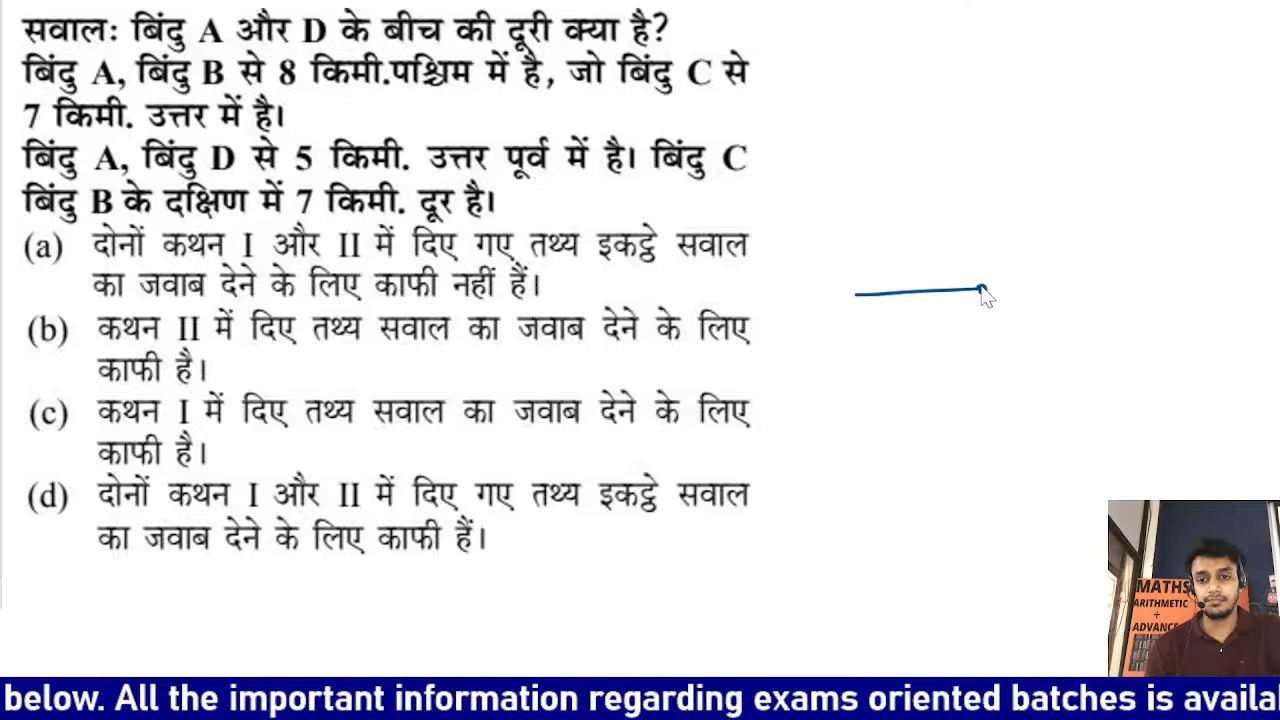 सवालः बिंदु A और D के बीच की दूरी क्या है?
बिंदु A, बिंदु B से 8 किमी.पश्चिम में है, जो बिंदु C से
7 किमी. उत्तर में है।
बिंदु A, बिंदु D से 5 किमी. उत्तर पूर्व में है। बिंदु C
बिंदु B के दक्षिण में 7 किमी. दूर है।
(a) दोनों कथन I और II में दिए गए तथ्य इकट्ठे सवाल
का जवाब देने के लिए काफी नहीं हैं।
(b) कथन II में दिए तथ्य सवाल का जवाब देने के लिए
काफी है।
(c) कथन I में दिए तथ्य सवाल का जवाब देने के लिए
काफी है।
(d) दोनों कथन I और II में दिए गए तथ्य इकट्ठे सवाल
का जवाब देने के लिए काफी हैं।
MATHS
ARITHMETIC
+
ADVANCE
below. All the important information regarding exams oriented batches is availa